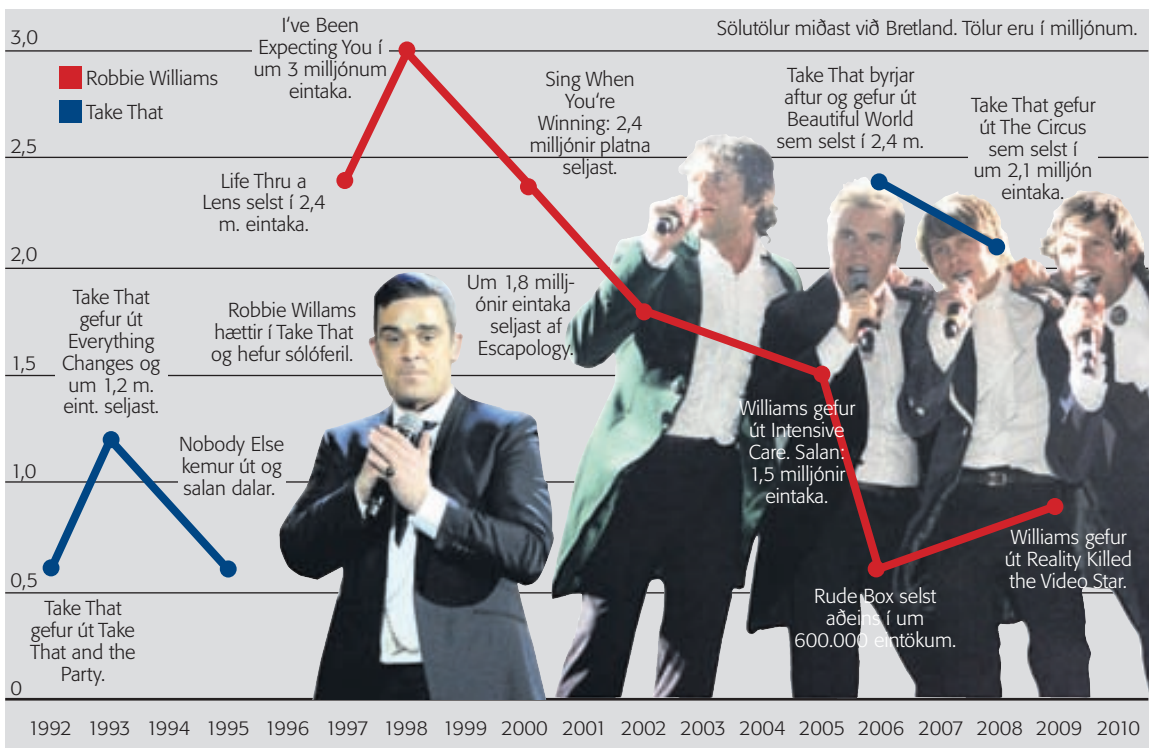 Sölutölur miðast við Bretland. Tölur eru í milljónum.
3,0
2,5
2,0
1,5
1,0
0,5
0
Robbie Williams
Take That
Take That
gefur út Take
That and the
Party.
Take That
gefur út
Everything
Changes og
um 1,2 m.
eint. seljast.
Nobody Else
kemur út og
salan dalar.
Robbie Willams
hættir í Take That
og hefur sólóferil.
Life Thru a
Lens selst í 2,4
m. eintaka.
I‘ve Been
Expecting You í
um 3 milljónum
eintaka.
Sing When
You‘re
Winning: 2,4
milljónir platna
seljast.
Um 1,8 millj-
ónir eintaka
seljast af
Escapology.
Williams gefur
út Intensive
Care. Salan:
1,5 milljónir
eintaka.
Take That byrjar
aftur og gefur út
Beautiful World
sem selst í 2,4 m.
Rude Box selst
aðeins í um
600.000 eintökum.
Take That gefur
út The Circus
sem selst í
um 2,1 milljón
eintaka.
Williams gefur
út Reality Killed
the Video Star.
1992 1993 1994 1995 1996 1997 1998 1999 2000 2001 2002 2003 2004 2005 2006 2007 2008 2009 2010